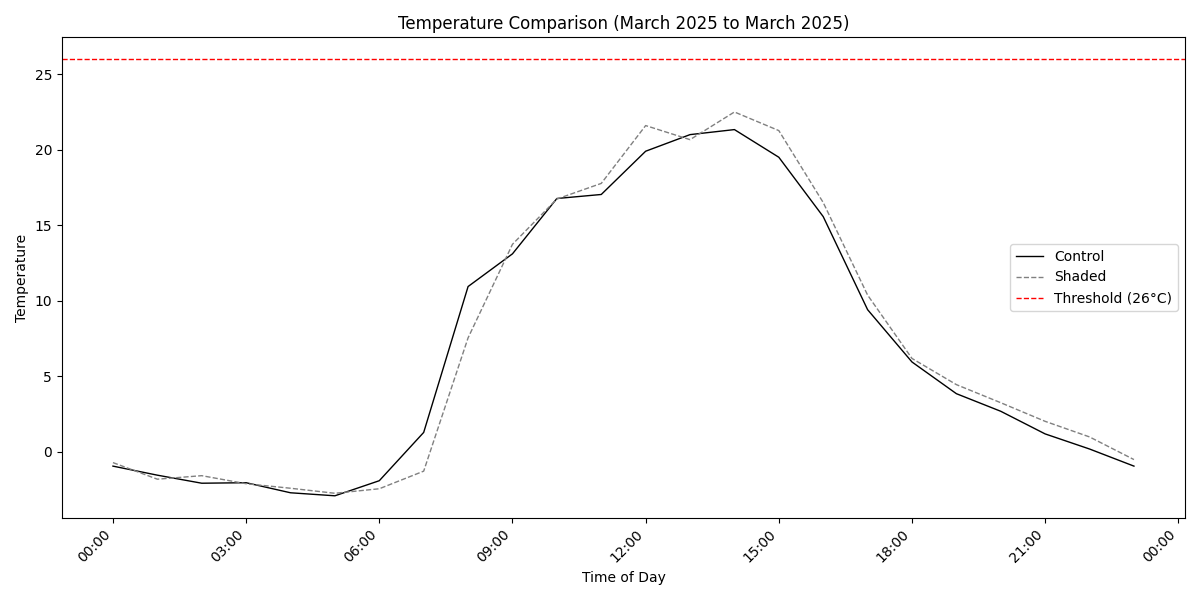 Temperature Comparison (March 2025 to March 2025)
Temperature
25
20
15
10
5
0
Control
Shaded
Threshold (26°C)
00:00
03:00
06:00
09:00
12:00
15:00
18:00
21:00
00:00
Time of Day